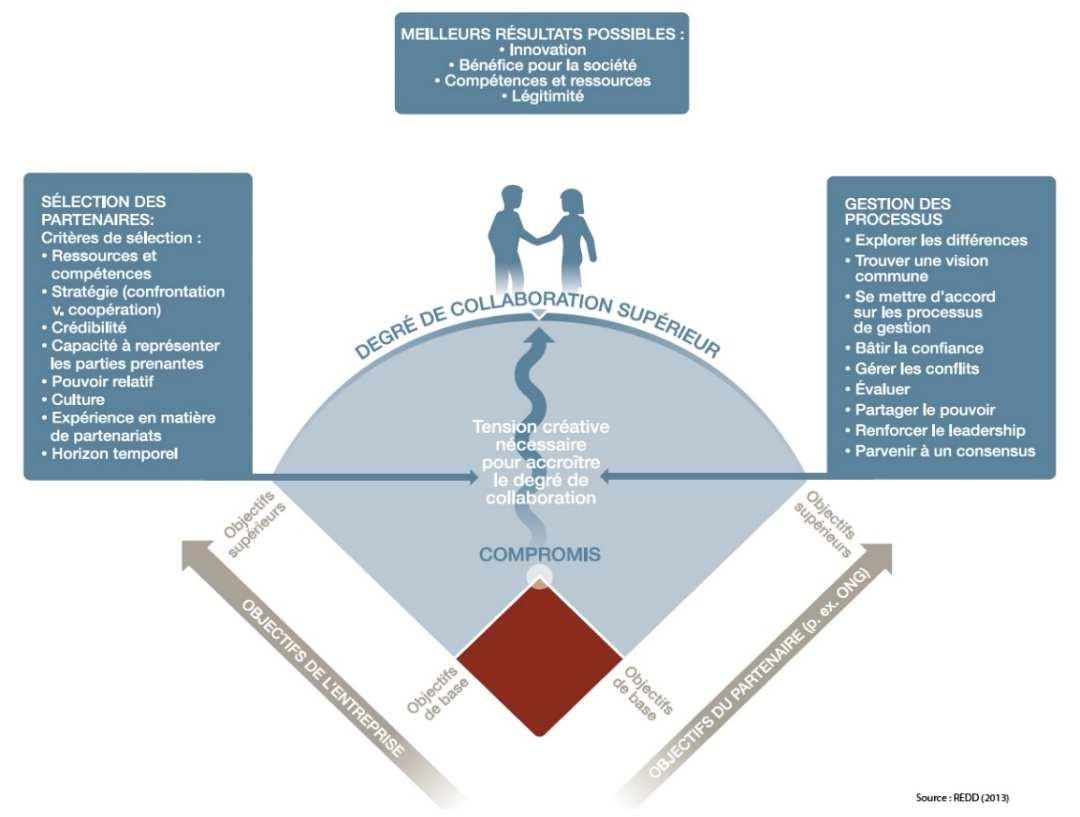 MEILLEURS RÉSULTATS POSSIBLES :
• Innovation
• Bénéfice pour la société
• Compétences et ressources
• Légitimité
SÉLECTION DES
PARTENAIRES:
Critères de sélection :
• Ressources et
compétences
• Stratégie (confrontation
v. coopération)
• Crédibilité
• Capacité à représenter
les parties prenantes
• Pouvoir relatif
• Culture
• Expérience en matière
de partenariats
• Horizon temporel
GESTION DES
PROCESSUS
• Explorer les différences
• Trouver une vision
commune
• Se mettre d'accord
sur les processus
de gestion
• Bâtir la confiance
• Gérer les conflits
• Évaluer
• Partager le pouvoir
• Renforcer le leadership
• Parvenir à un consensus
DEGRÉ DE COLLABORATION SUPÉRIEUR
Tension créative
nécessaire
pour accroître
le degré de
collaboration
COMPROMIS
Objectifs
supérieurs
Objectifs
supérieurs
OBJECTIFS DE L'ENTREPRISE
Objectifs
de base
Objectifs
de base
OBJECTIFS DU PARTENAIRE (p. ex. ONG)
Source : REDD (2013)